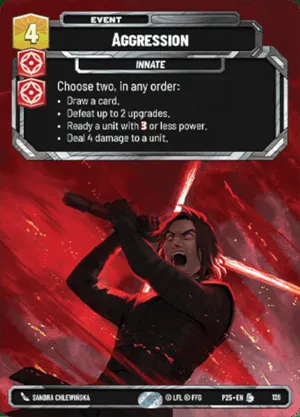 EVENT
4
AGGRESSION
INNATE
Choose two, in any order:
• Draw a card.
• Defeat up to 2 upgrades.
• Ready a unit with 3 or less power.
• Deal 4 damage to a unit.
SANDRA CHLEWIŃSKA © LFL © FFG P25•EN 126